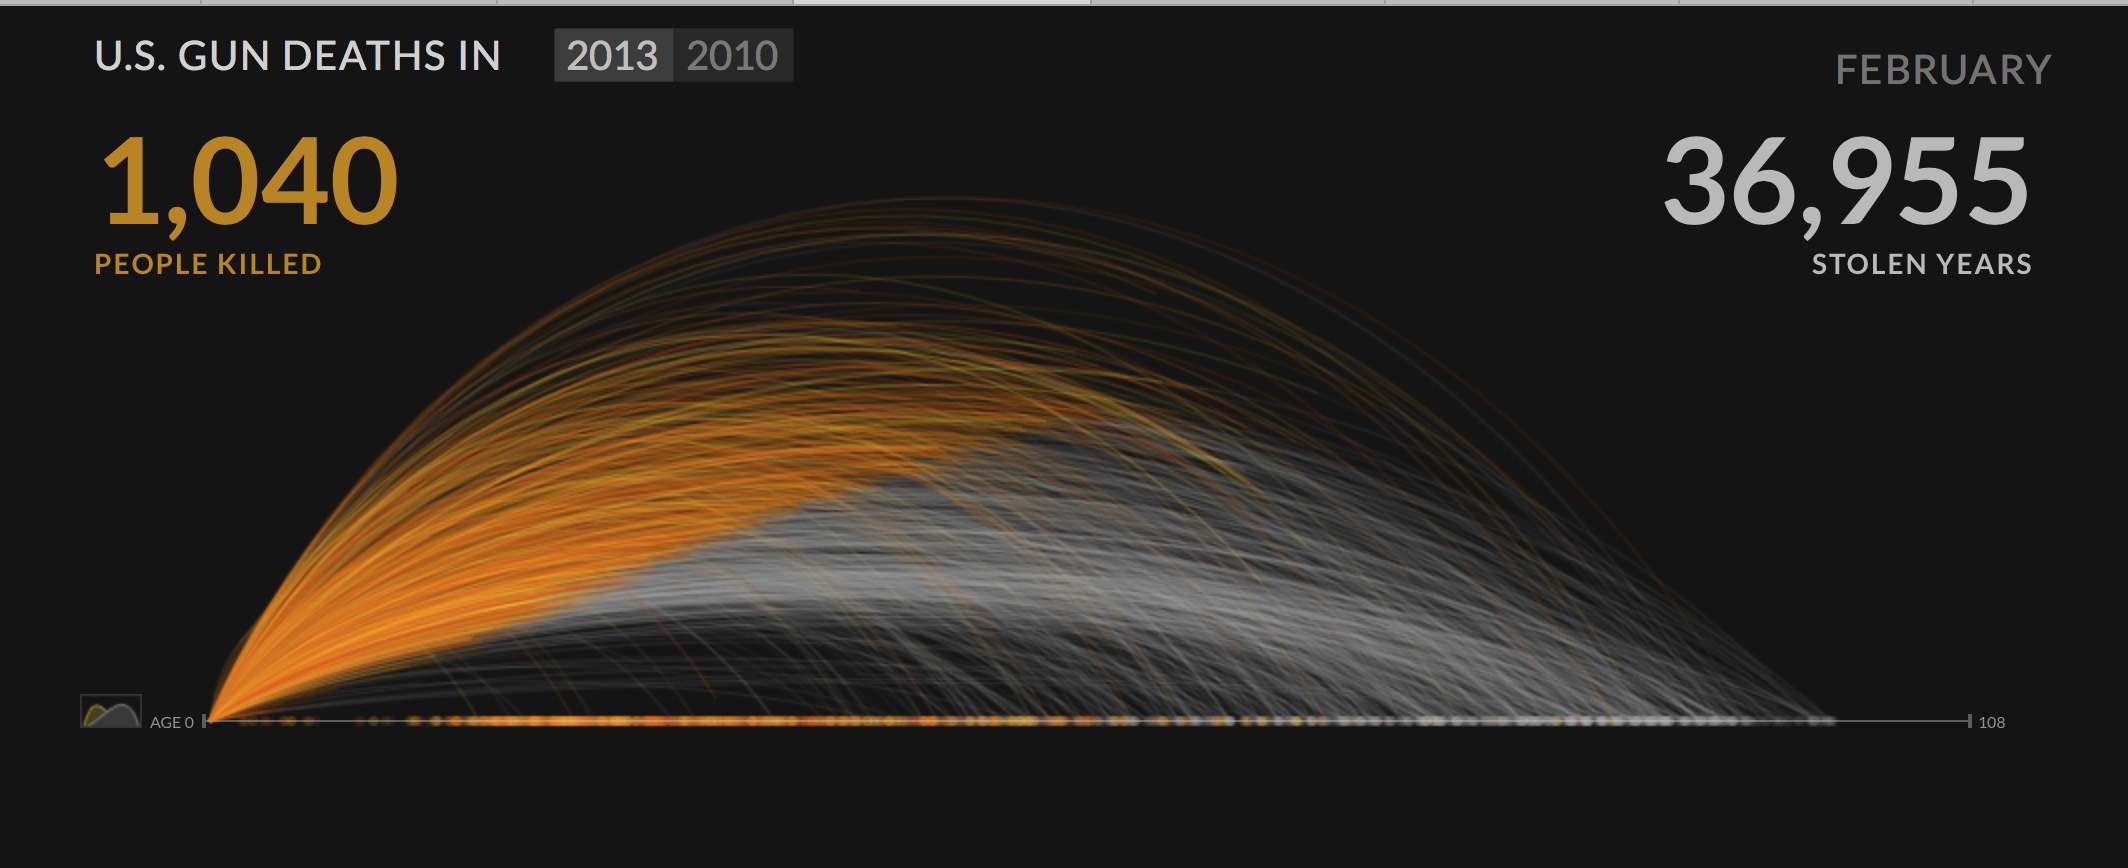 U.S. GUN DEATHS IN 2013 2010
FEBRUARY
1,040
PEOPLE KILLED
36,955
STOLEN YEARS
AGE 0
108